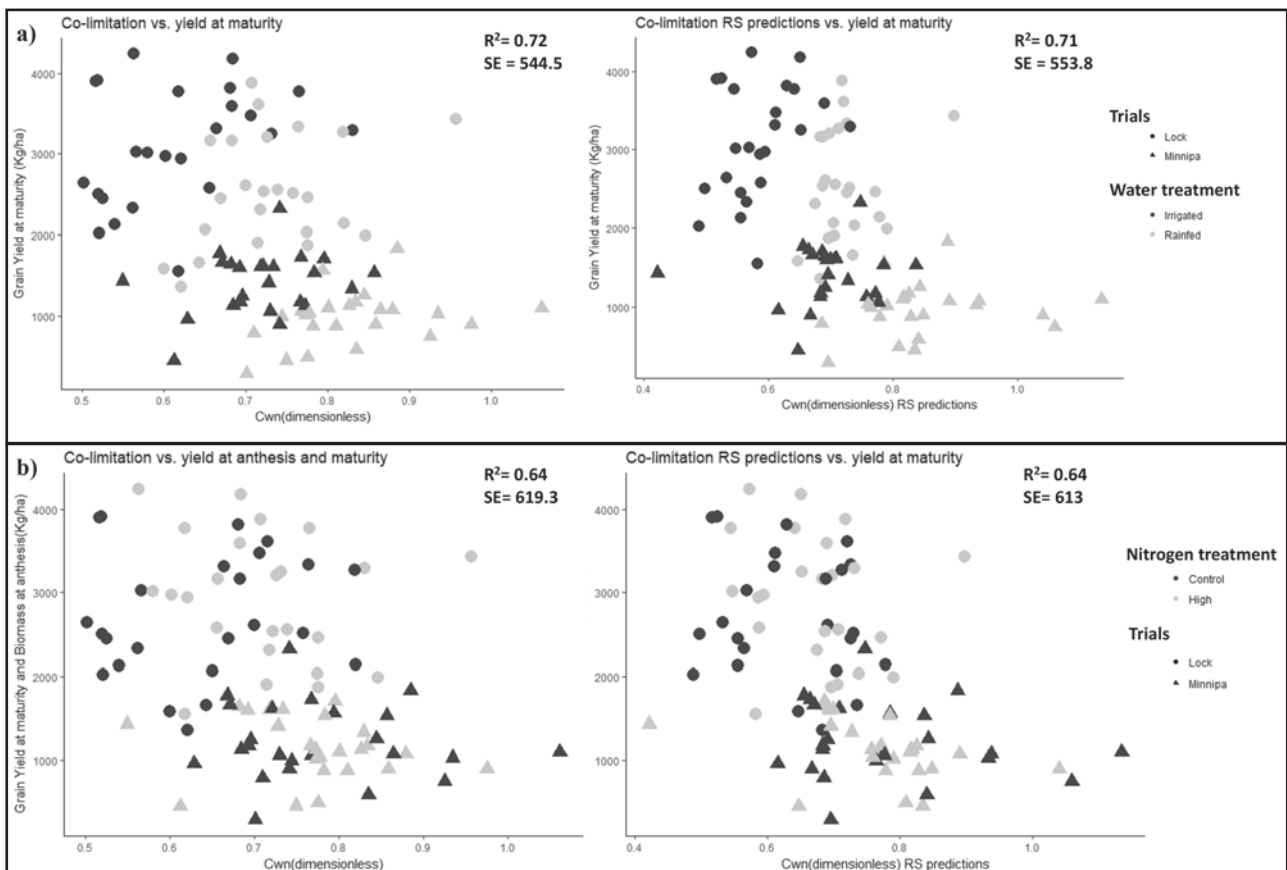 a)
Co-limitation vs. yield at maturity
R²= 0.72
SE = 544.5
Grain Yield at maturity (Kg/ha)
4000
3000
2000
1000
0.5 0.6 0.7 0.8 0.9 1.0
Cwn(dimensionless)
Co-limitation RS predictions vs. yield at maturity
R²= 0.71
SE = 553.8
Grain Yield at maturity (Kg/ha)
4000
3000
2000
1000
0.4 0.6 0.8 1.0
Cwn(dimensionless) RS predictions
Trials
Lock
Minnipa
Water treatment
Irrigated
Rainfed
b)
Co-limitation vs. yield at anthesis and maturity
R²= 0.64
SE= 619.3
Grain Yield at maturity and Biomass at anthesis(Kg/ha)
4000
3000
2000
1000
0.5 0.6 0.7 0.8 0.9 1.0
Cwn(dimensionless)
Co-limitation RS predictions vs. yield at maturity
R²= 0.64
SE= 613
4000
3000
2000
1000
0.4 0.6 0.8 1.0
Cwn(dimensionless) RS predictions
Nitrogen treatment
Control
High
Trials
Lock
Minnipa